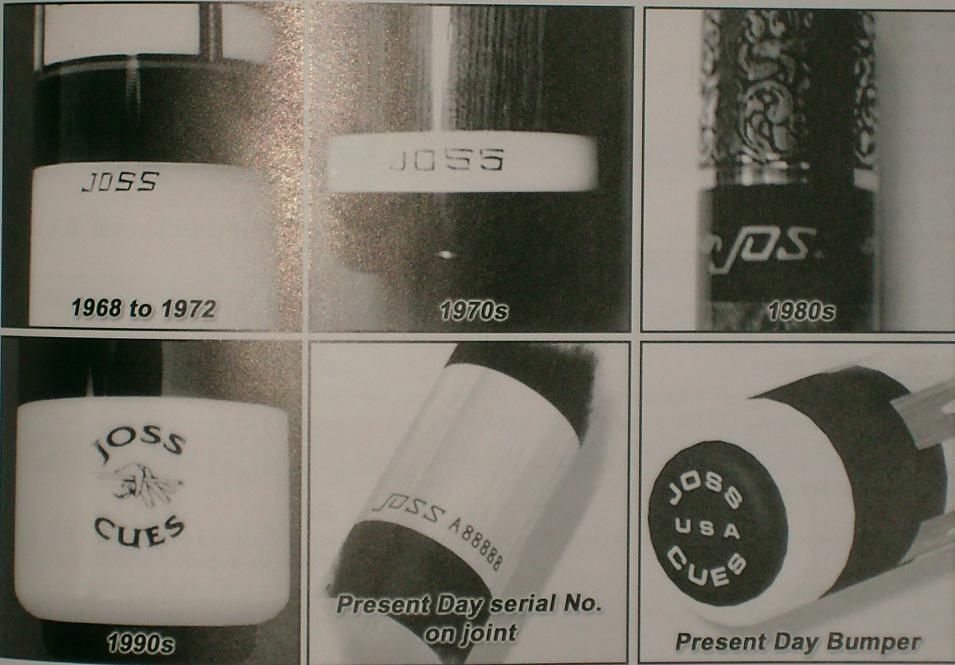 JOSS
1968 to 1972
JOSS
1970s
JOSS
1980s
JOSS
CUES
1990s
JOSS A88888
Present Day serial No.
on joint
JOSS
USA
CUES
Present Day Bumper